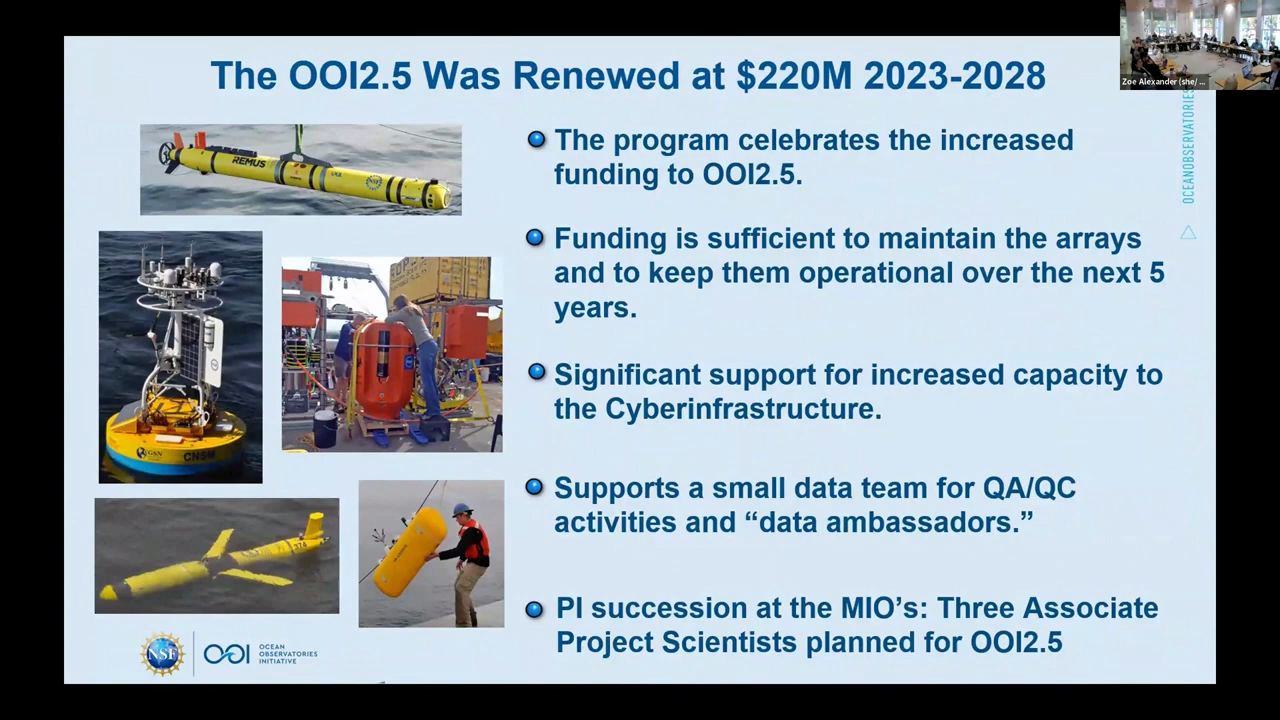 The OOI2.5 Was Renewed at $220M 2023-2028
Zoe Alexander (she/ ...
OCEANOBSERVATORIES
The program celebrates the increased
funding to OOI2.5.
Funding is sufficient to maintain the arrays
and to keep them operational over the next 5
years.
Significant support for increased capacity to
the Cyberinfrastructure.
Supports a small data team for QA/QC
activities and “data ambassadors.”
PI succession at the MIO’s: Three Associate
Project Scientists planned for OOI2.5
REMUS
NSF
CGSN
CNSM
374
NSF
OOI
OCEAN
OBSERVATORIES
INITIATIVE